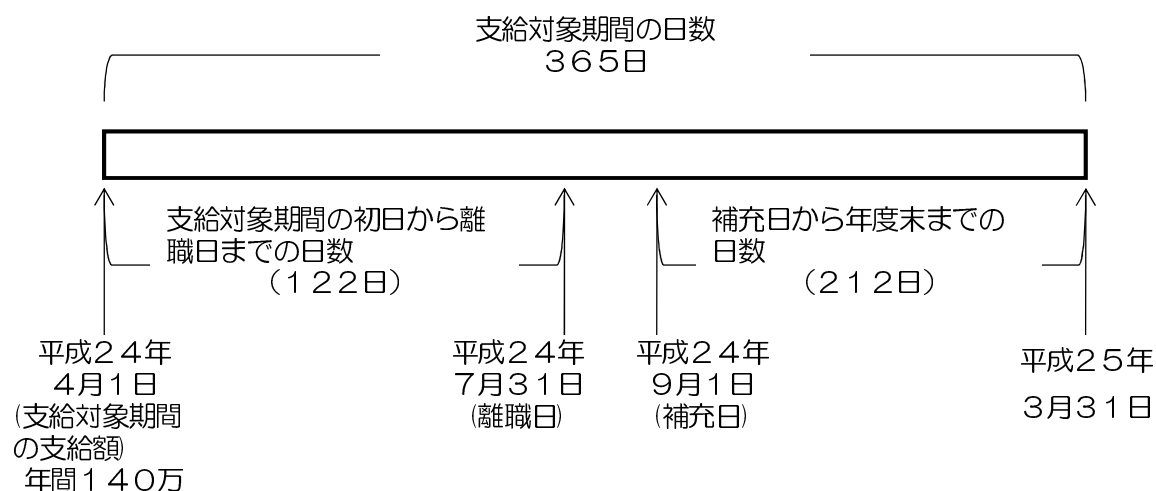 支給対象期間の日数
３６５日
支給対象期間の初日から離
職日までの日数
（１２２日）
補充日から年度末までの
日数
（２１２日）
平成２４年
４月１日
(支給対象期間
の支給額)
年間１４０万
平成２４年
７月３１日
(離職日)
平成２４年
９月１日
(補充日)
平成２５年
３月３１日